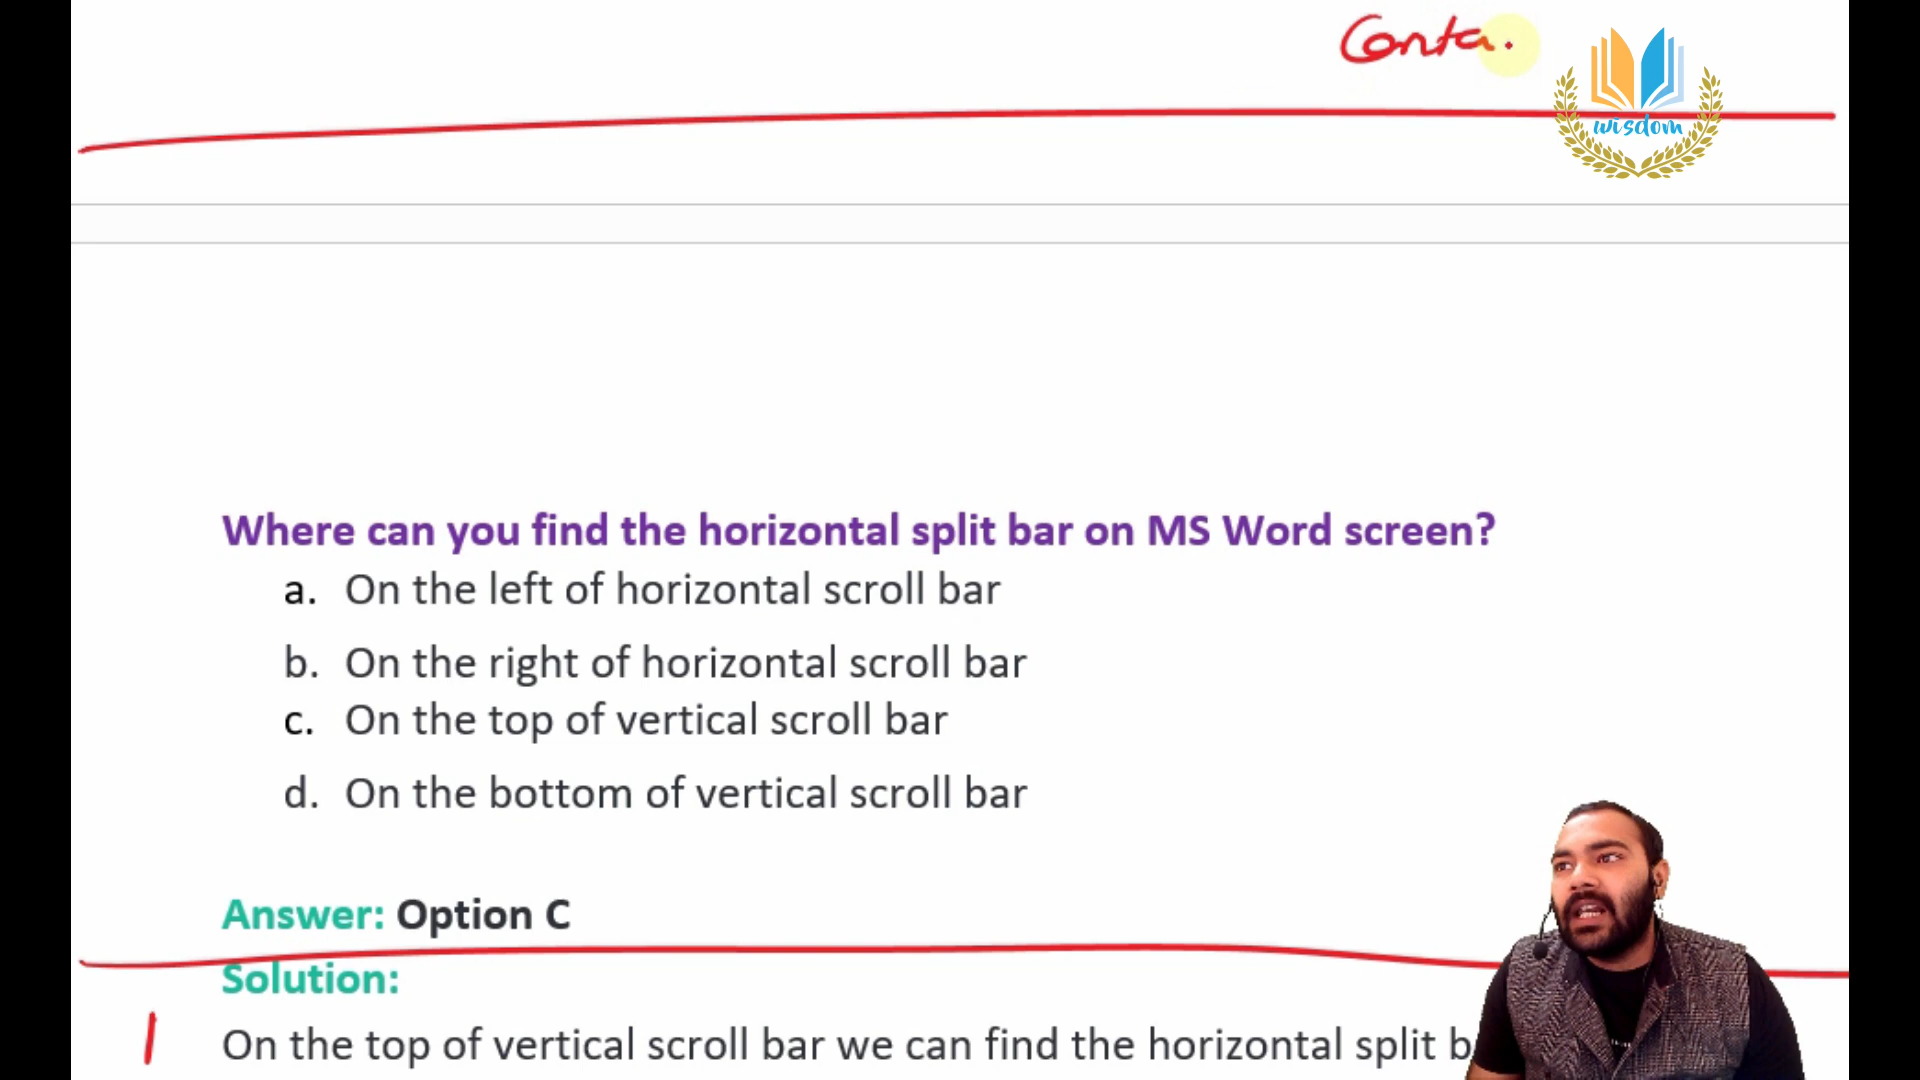 Conta.
wisdom
Where can you find the horizontal split bar on MS Word screen?
a. On the left of horizontal scroll bar
b. On the right of horizontal scroll bar
c. On the top of vertical scroll bar
d. On the bottom of vertical scroll bar
Answer: Option C
Solution:
On the top of vertical scroll bar we can find the horizontal split b